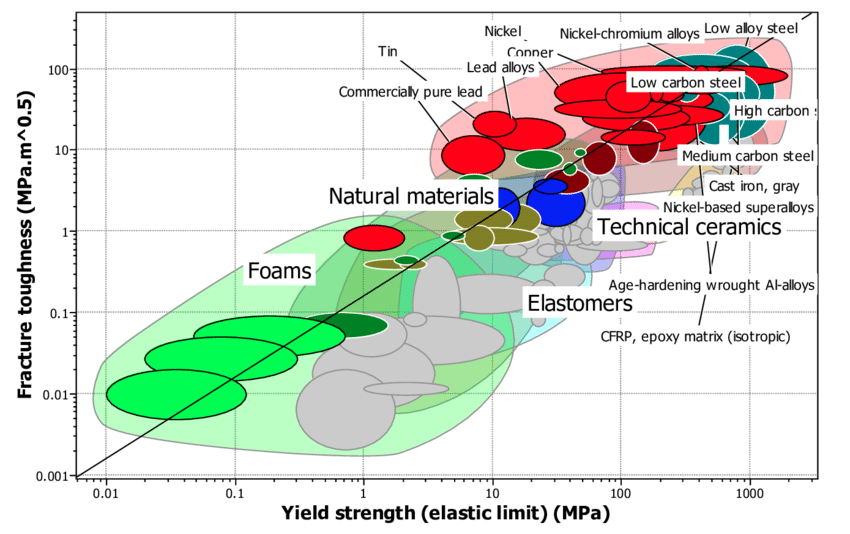 Nickel
Nickel-chromium alloys
Low alloy steel
Tin
Copper
Lead alloys
Low carbon steel
Commercially pure lead
High carbon s
Medium carbon steel
Cast iron, gray
Natural materials
Nickel-based superalloys
Technical ceramics
Foams
Age-hardening wrought Al-alloys
Elastomers
CFRP, epoxy matrix (isotropic)
Fracture toughness (MPa.m^0.5)
100
10
1
0.1
0.01
0.001
0.01
0.1
1
10
100
1000
Yield strength (elastic limit) (MPa)